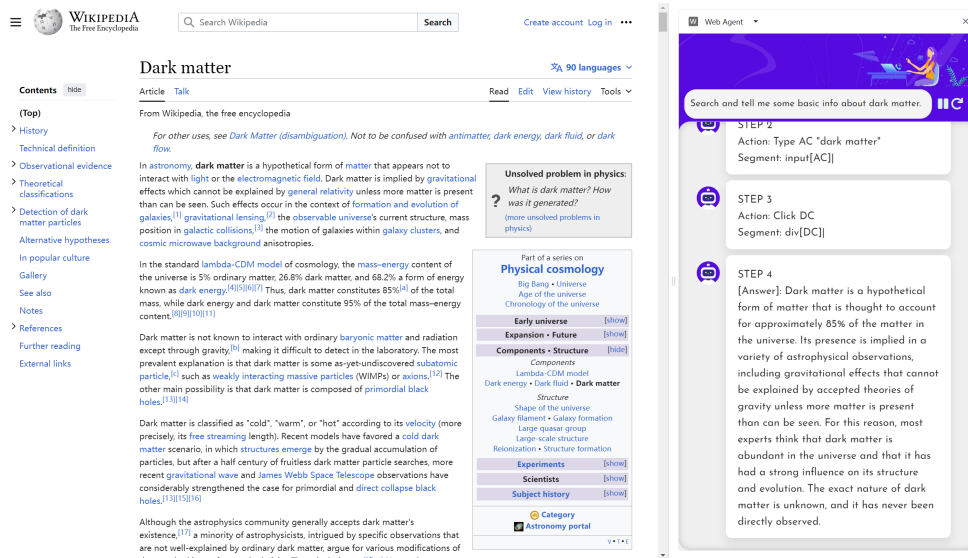 WIKIPEDIA
The Free Encyclopedia
Search Wikipedia
Search
Create account Log in •••
Contents hide
(Top)
History
Technical definition
Observational evidence
Theoretical
classifications
Detection of dark
matter particles
Alternative hypotheses
In popular culture
Gallery
See also
Notes
References
Further reading
External links
Dark matter
90 languages
Article Talk
Read Edit View history Tools
From Wikipedia, the free encyclopedia
For other uses, see Dark Matter (disambiguation). Not to be confused with antimatter, dark energy, dark fluid, or dark
flow.
In astronomy, dark matter is a hypothetical form of matter that appears not to
interact with light or the electromagnetic field. Dark matter is implied by gravitational
effects which cannot be explained by general relativity unless more matter is present
than can be seen. Such effects occur in the context of formation and evolution of
galaxies,[1] gravitational lensing,[2] the observable universe's current structure, mass
position in galactic collisions,[3] the motion of galaxies within galaxy clusters, and
cosmic microwave background anisotropies.
In the standard lambda-CDM model of cosmology, the mass–energy content of
the universe is 5% ordinary matter, 26.8% dark matter, and 68.2% a form of energy
known as dark energy.[4][5][6][7] Thus, dark matter constitutes 85%[a] of the total
mass, while dark energy and dark matter constitute 95% of the total mass–energy
content.[8][9][10][11]
Dark matter is not known to interact with ordinary baryonic matter and radiation
except through gravity,[b] making it difficult to detect in the laboratory. The most
prevalent explanation is that dark matter is some as-yet-undiscovered subatomic
particle,[c] such as weakly interacting massive particles (WIMPs) or axions.[12] The
other main possibility is that dark matter is composed of primordial black
holes.[13][14]
Dark matter is classified as "cold", "warm", or "hot" according to its velocity (more
precisely, its free streaming length). Recent models have favored a cold dark
matter scenario, in which structures emerge by the gradual accumulation of
particles, but after a half century of fruitless dark matter particle searches, more
recent gravitational wave and James Webb Space Telescope observations have
considerably strengthened the case for primordial and direct collapse black
holes.[13][15][16]
Although the astrophysics community generally accepts dark matter's
existence,[17] a minority of astrophysicists, intrigued by specific observations that
are not well-explained by ordinary dark matter, argue for various modifications of
Unsolved problem in physics:
?
What is dark matter? How
was it generated?
(more unsolved problems in
physics)
Part of a series on
Physical cosmology
Big Bang • Universe
Age of the universe
Chronology of the universe
Early universe [show]
Expansion • Future [show]
Components • Structure [hide]
Components
Lambda-CDM model
Dark energy • Dark fluid • Dark matter
Structure
Shape of the universe
Galaxy filament • Galaxy formation
Large quasar group
Large-scale structure
Reionization • Structure formation
Experiments [show]
Scientists [show]
Subject history [show]
Category
Astronomy portal
V • T • E
W Web Agent
Search and tell me some basic info about dark matter.
STEP 2
Action: Type AC "dark matter"
Segment: input[AC]|
STEP 3
Action: Click DC
Segment: div[DC]|
STEP 4
[Answer]: Dark matter is a hypothetical
form of matter that is thought to account
for approximately 85% of the matter in
the universe. Its presence is implied in a
variety of astrophysical observations,
including gravitational effects that cannot
be explained by accepted theories of
gravity unless more matter is present
than can be seen. For this reason, most
experts think that dark matter is
abundant in the universe and that it has
had a strong influence on its structure
and evolution. The exact nature of dark
matter is unknown, and it has never been
directly observed.